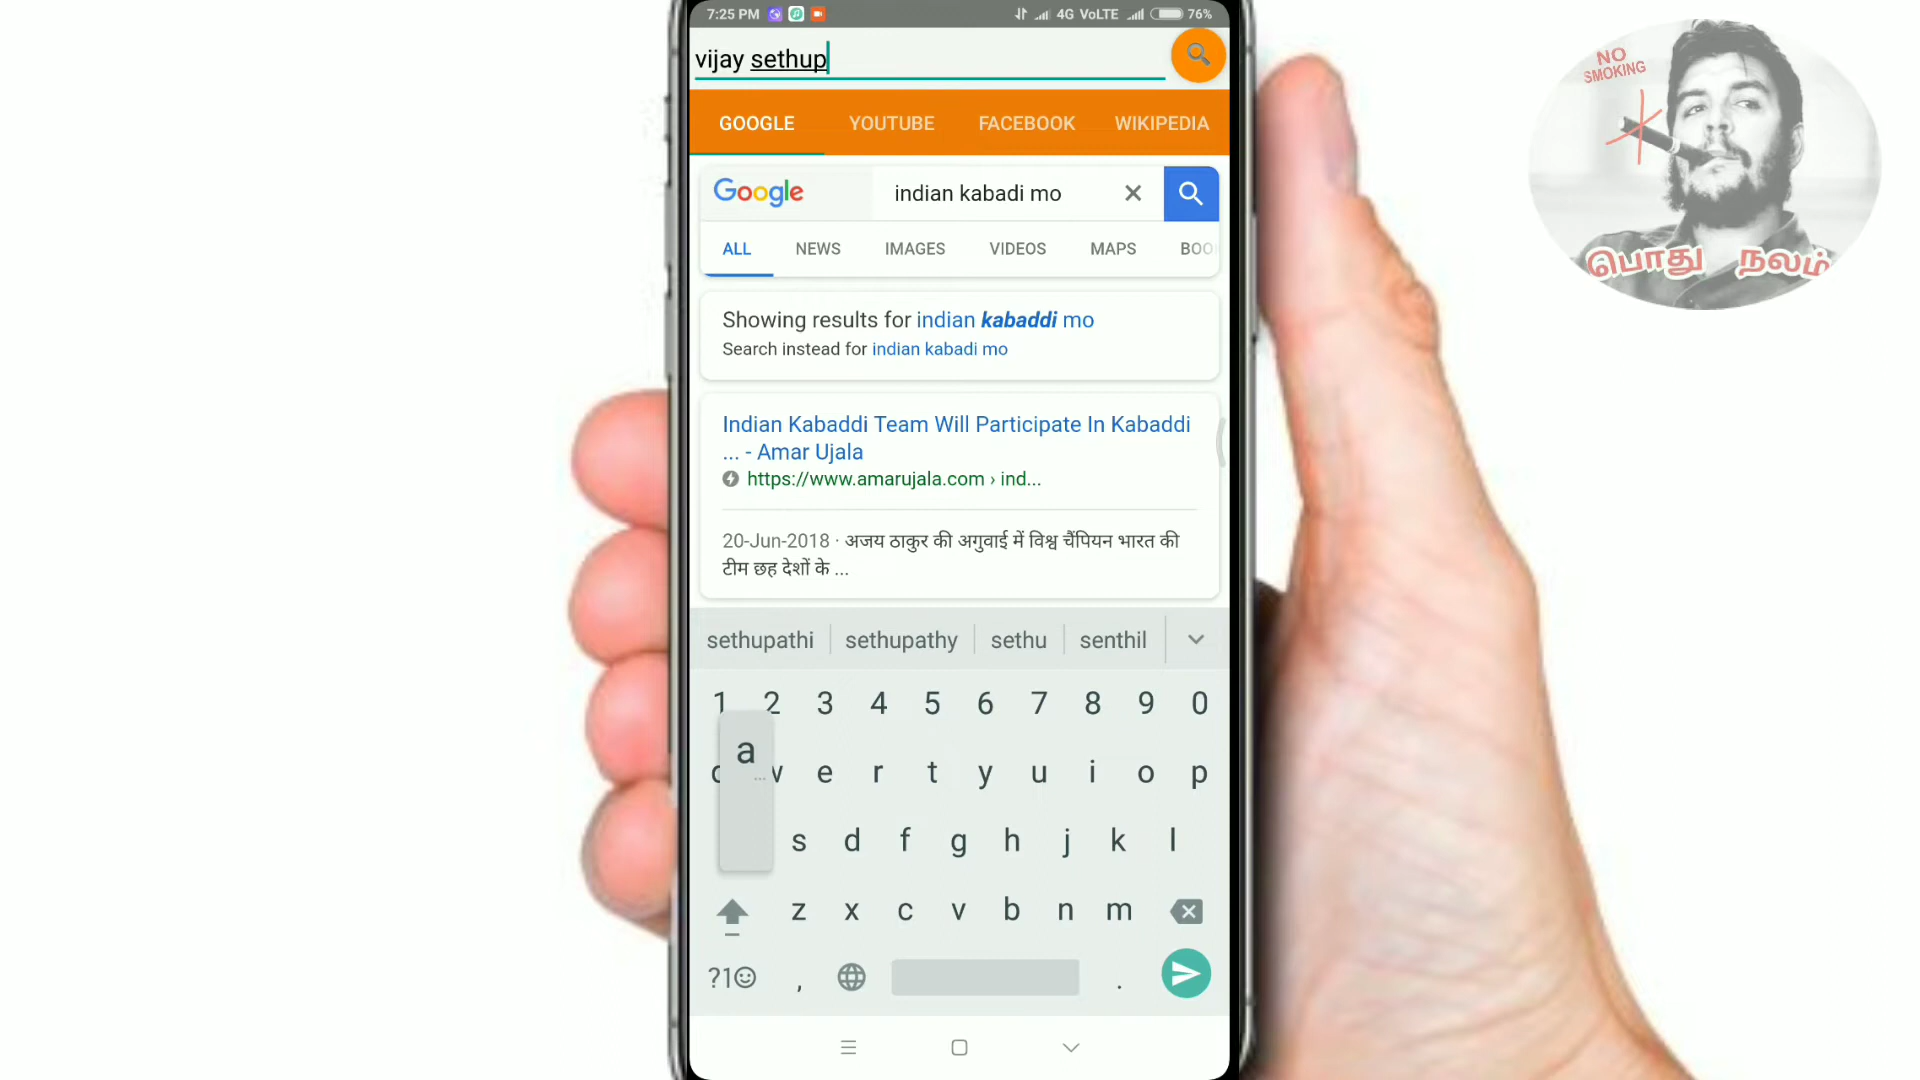 7:25 PM 4G VoLTE 76%
vijay sethup
GOOGLE YOUTUBE FACEBOOK WIKIPEDIA
Google indian kabadi mo
ALL NEWS IMAGES VIDEOS MAPS BOO
Showing results for indian kabaddi mo
Search instead for indian kabadi mo
Indian Kabaddi Team Will Participate In Kabaddi
... - Amar Ujala
https://www.amarujala.com › ind...
20-Jun-2018 · अजय ठाकुर की अगुवाई में विश्व चैंपियन भारत की
टीम छह देशों के ...
sethupathi sethupathy sethu senthil
1 2 3 4 5 6 7 8 9 0
a
q w e r t y u i o p
s d f g h j k l
z x c v b n m
?1☺ , .
NO
SMOKING
பொது நலம்